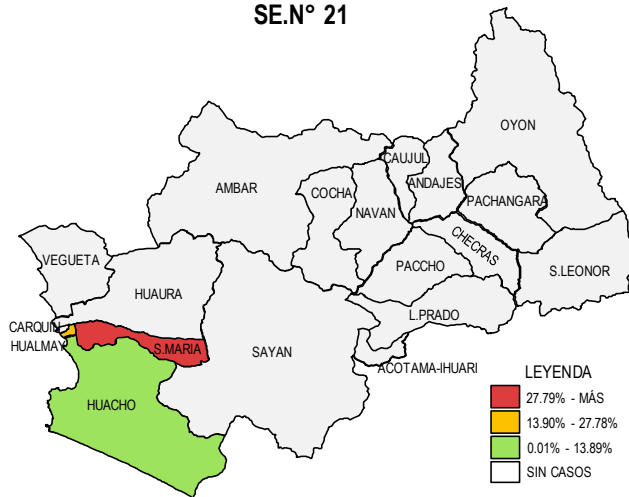 SE.N° 21
OYON
CAUJUL
ANDAJES
AMBAR
COCHA
NAVAN
PACHANGARA
CHECRAS
VEGUETA
PACCHO
S.LEONOR
HUAURA
L.PRADO
CARQUIN
HUALMAY
S.MARIA
SAYAN
ACOTAMA-IHUARI
HUACHO
LEYENDA
27.79% - MÁS
13.90% - 27.78%
0.01% - 13.89%
SIN CASOS